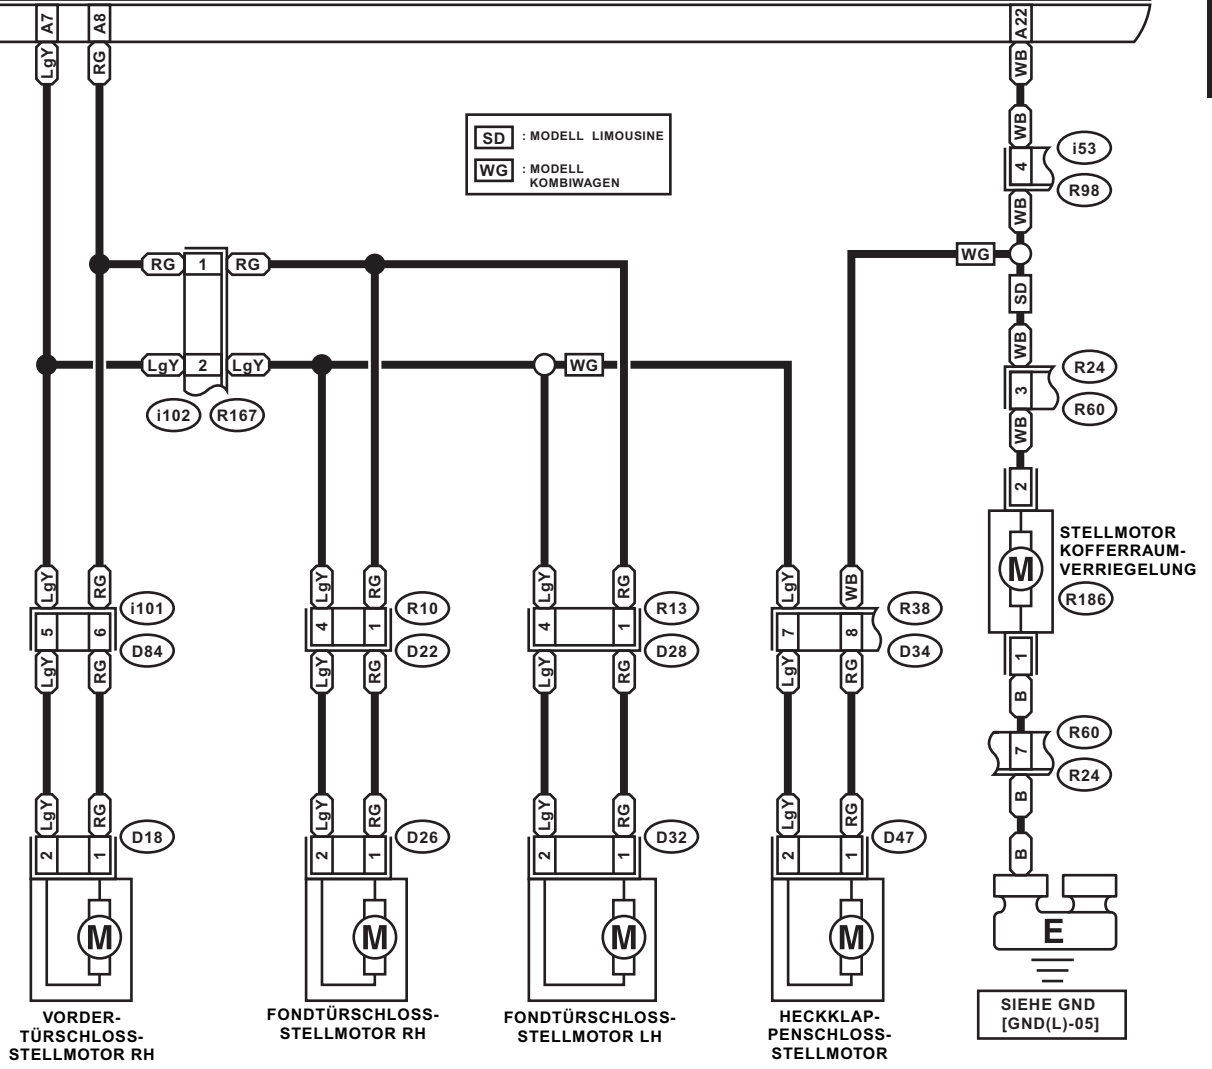 A7
A8
A22
LgY
RG
WB
SD : MODELL LIMOUSINE
WG : MODELL
KOMBIWAGEN
WB
4
i53
R98
WB
RG 1 RG
WG
SD
LgY 2 LgY
WG
WB
R24
3
R60
i102
R167
WB
2
STELLMOTOR
KOFFERRAUM-
VERRIEGELUNG
M
R186
LgY
RG
LgY
RG
LgY
RG
LgY
WB
5
6
i101
D84
4
1
R10
D22
4
1
R13
D28
7
8
R38
D34
1
LgY
RG
LgY
RG
LgY
RG
LgY
RG
B
R60
7
R24
B
LgY
RG
LgY
RG
LgY
RG
LgY
RG
2
1
D18
2
1
D26
2
1
D32
2
1
D47
B
M
M
M
M
E
SIEHE GND
[GND(L)-05]
VORDER-
TÜRSCHLOSS-
STELLMOTOR RH
FONDTÜRSCHLOSS-
STELLMOTOR RH
FONDTÜRSCHLOSS-
STELLMOTOR LH
HECKKLAP-
PENSCHLOSS-
STELLMOTOR